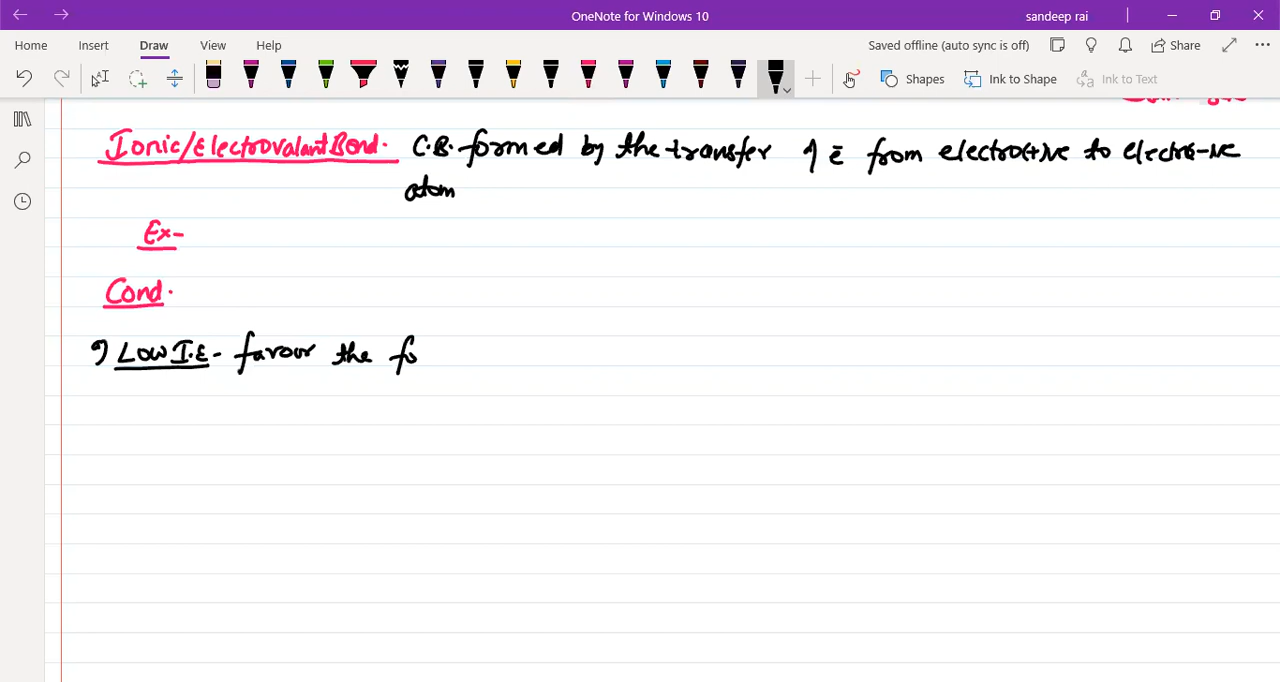 OneNote for Windows 10
sandeep rai
Home Insert Draw View Help
Saved offline (auto sync is off) Share
Shapes Ink to Shape Ink to Text
Ionic/Electrovalant Bond. C.B. formed by the transfer of ē from electro(+)ve to electro-ve
atom
Ex-
Cond.
1) Low I.E- favour the fo